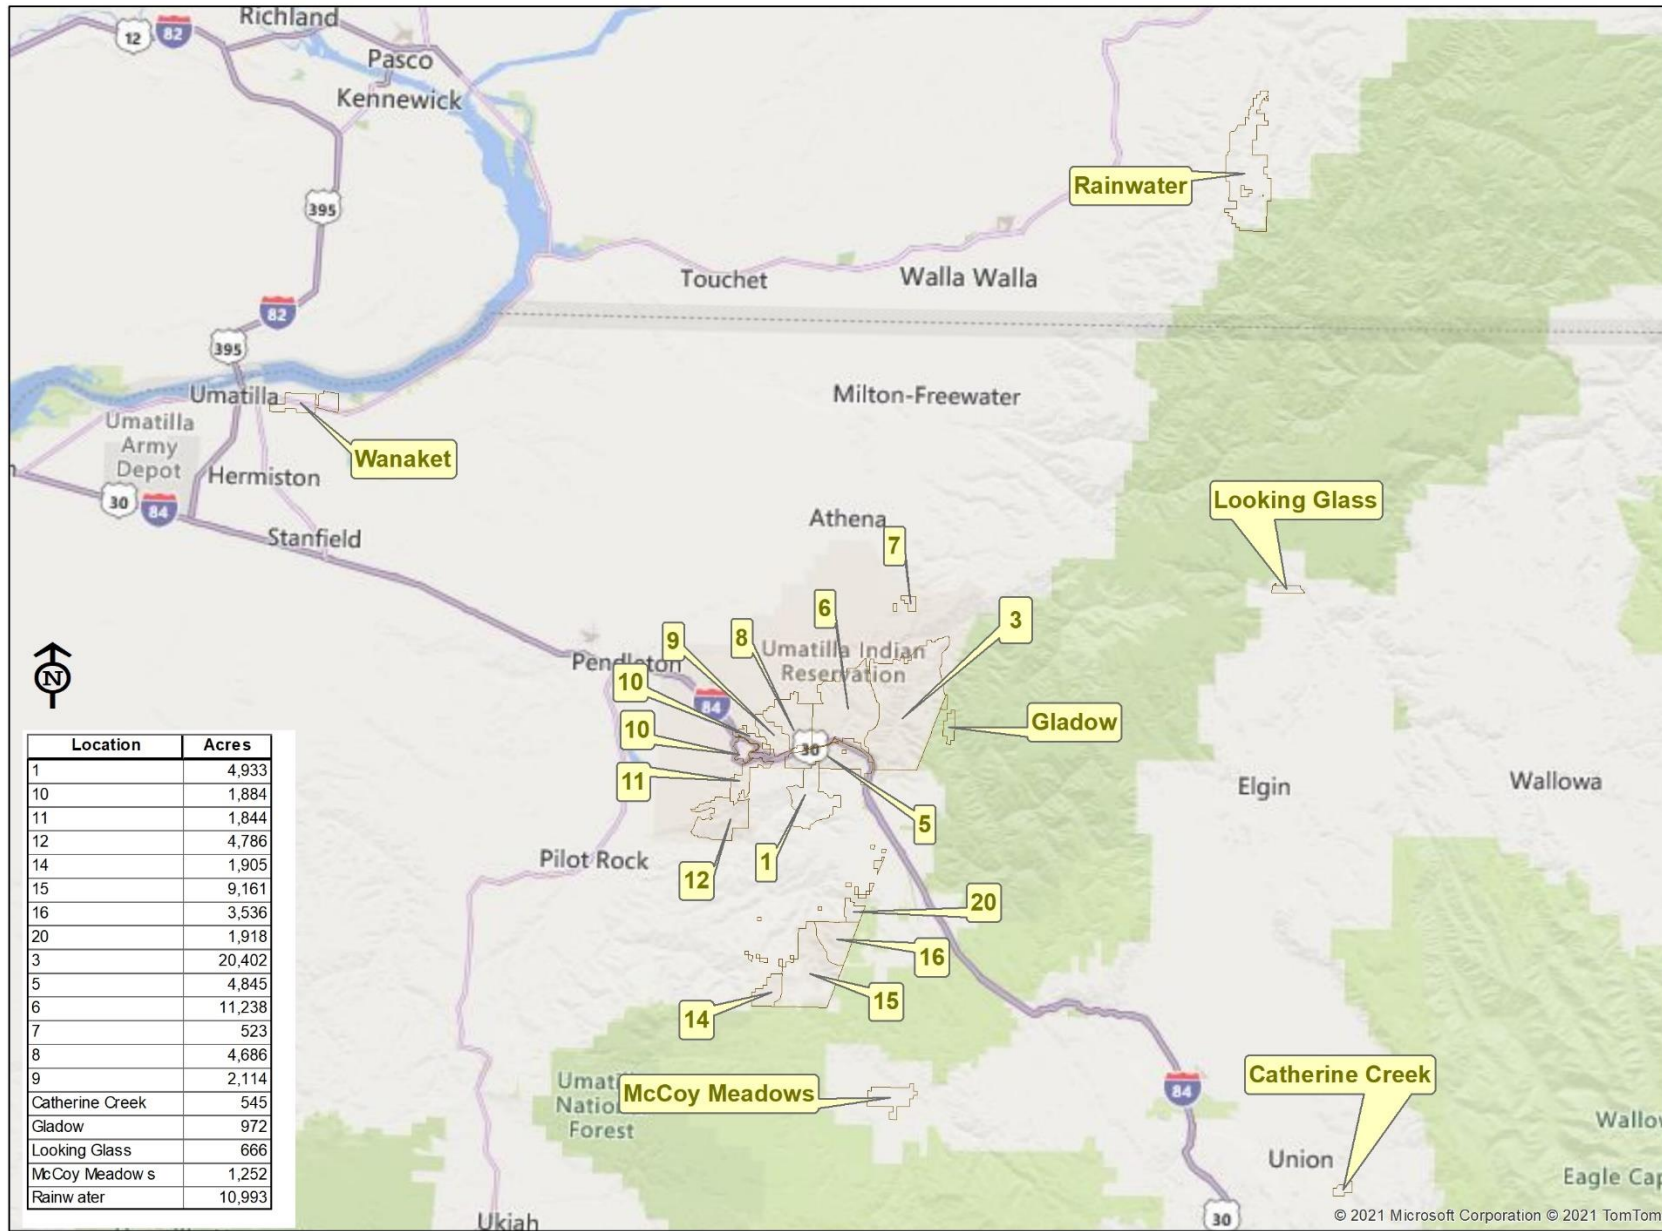 Richland
12
82
Pasco
Kennewick
395
Rainwater
Touchet
Walla Walla
82
395
Umatilla
Milton-Freewater
Umatilla
Army
Depot
Wanaket
Hermiston
30
84
Looking Glass
Athena
Stanfield
7
6
3
9
8
Umatilla Indian
Reservation
Pendleton
N
10
84
Gladow
10
30
11
Elgin
Wallowa
5
Pilot Rock
1
12
20
16
15
14
McCoy Meadows
Catherine Creek
84
Umati
Nation
Forest
Wallow
Union
Eagle Cap
Ukiah
30
Location Acres
1 4,933
10 1,884
11 1,844
12 4,786
14 1,905
15 9,161
16 3,536
20 1,918
3 20,402
5 4,845
6 11,238
7 523
8 4,686
9 2,114
Catherine Creek 545
Gladow 972
Looking Glass 666
McCoy Meadows 1,252
Rainwater 10,993
© 2021 Microsoft Corporation © 2021 TomTom